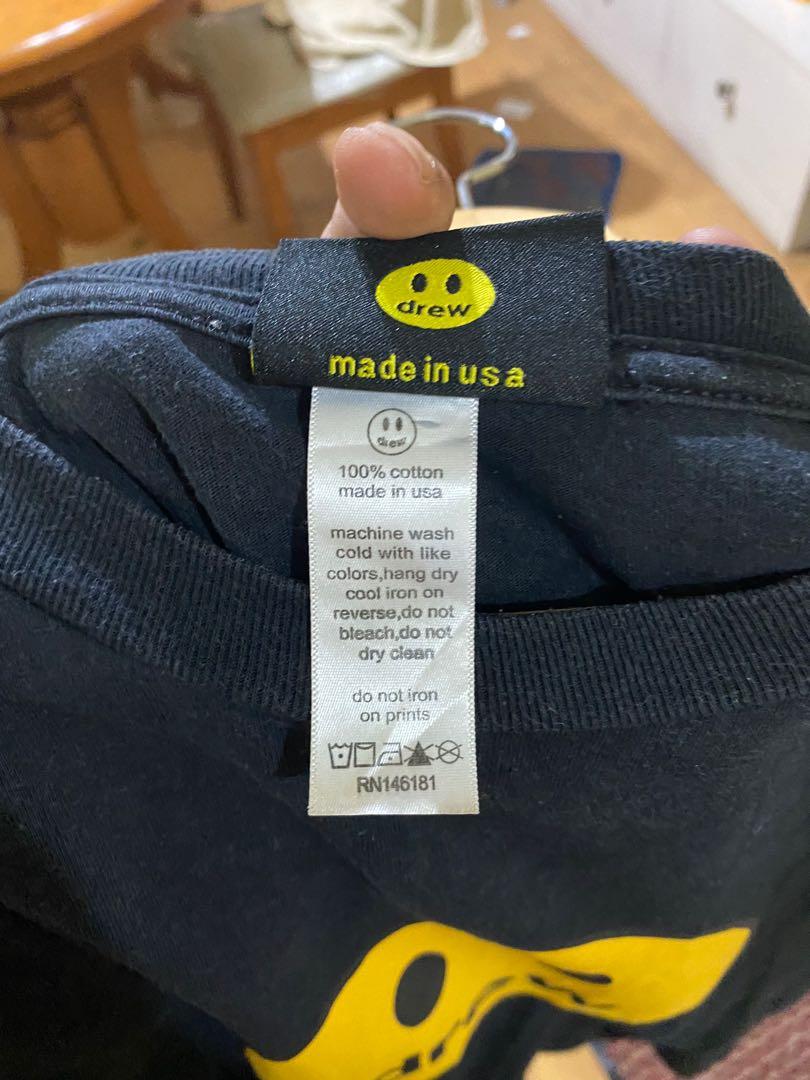 drew
made in usa
drew
100% cotton
made in usa
machine wash
cold with like
colors,hang dry
cool iron on
reverse,do not
bleach,do not
dry clean
do not iron
on prints
RN146181
drew